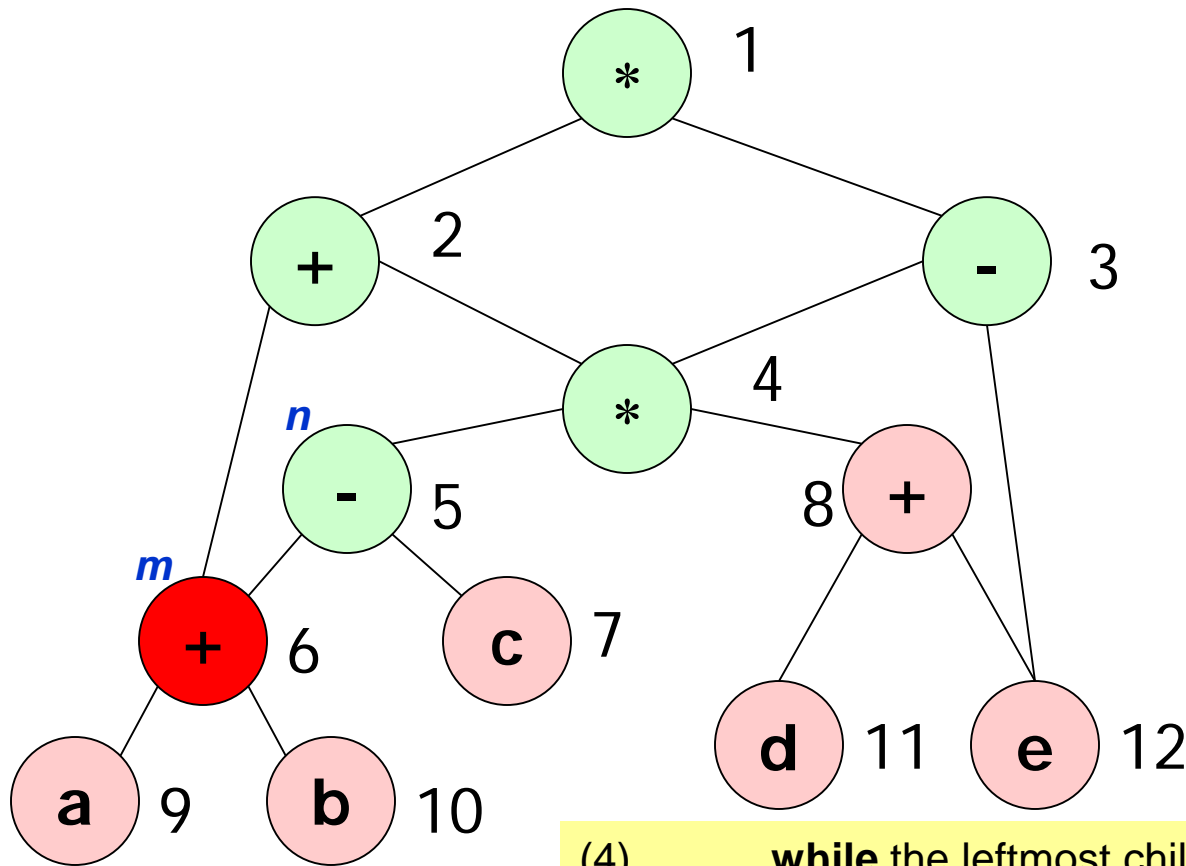 * 1
+ 2
- 3
* 4
n
- 5
8 +
m
+ 6
c 7
a 9
b 10
d 11
e 12
(4) while the leftmost chil